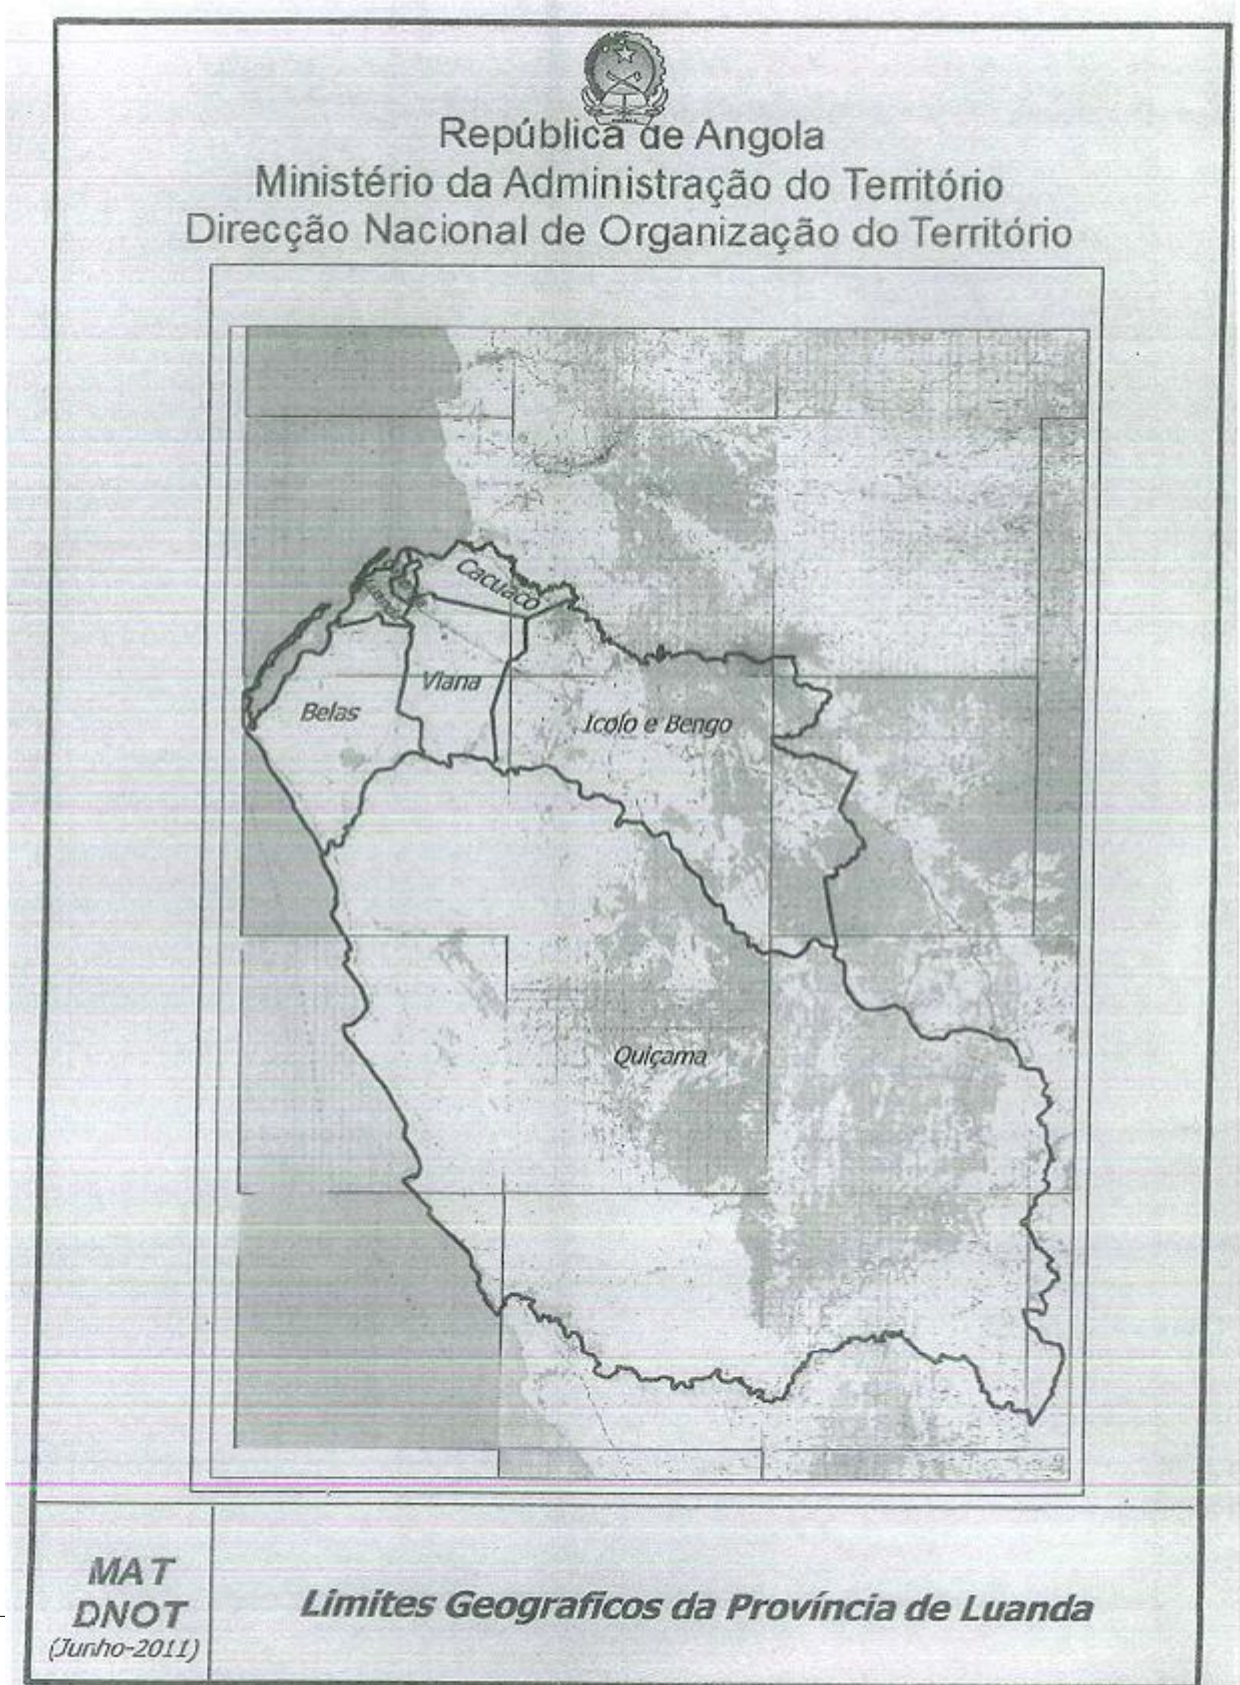 República de Angola
Ministério da Administração do Território
Direcção Nacional de Organização do Território
Cacuaco
Luanda
Viana
Belas
Icolo e Bengo
Quiçama
MAT
DNOT
(Junho-2011)
Limites Geograficos da Província de Luanda